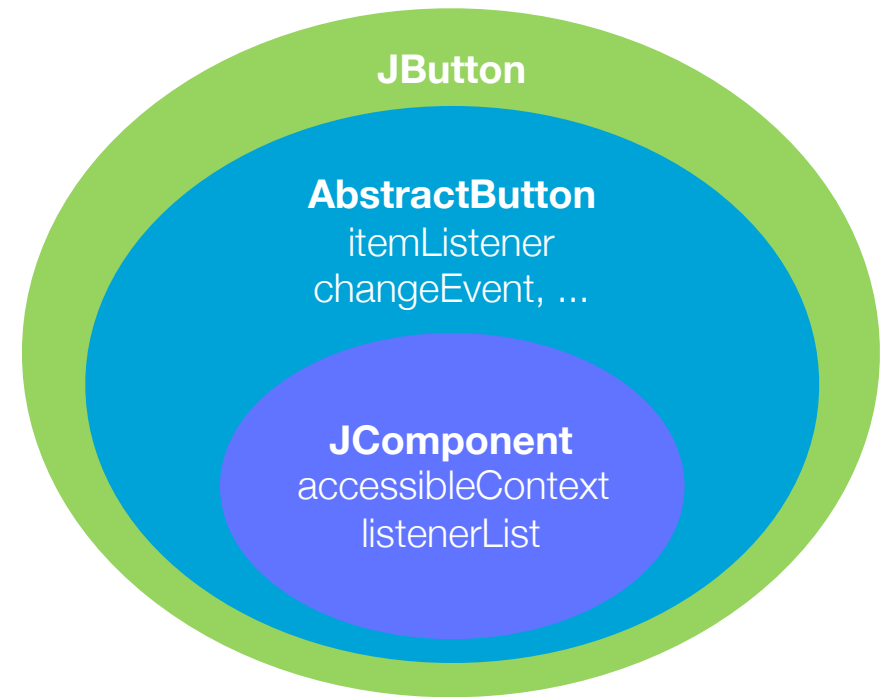 JButton
AbstractButton
itemListener
changeEvent, ...
JComponent
accessibleContext
listenerList